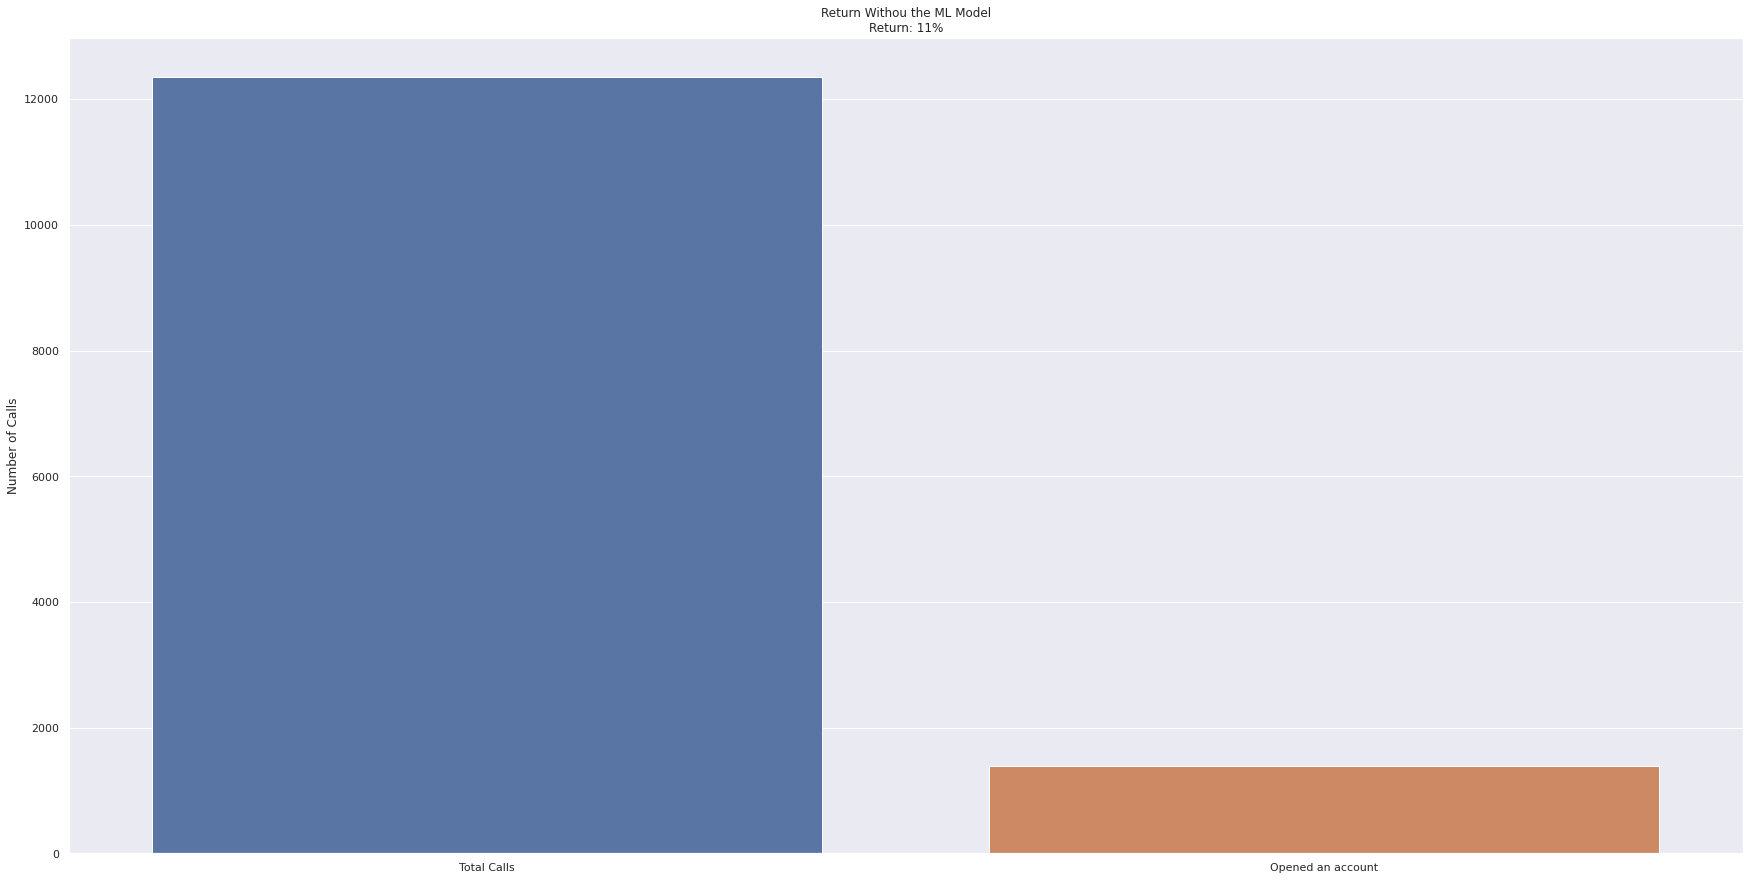 Return Withou the ML Model
Return: 11%
12000
10000
8000
6000
4000
2000
0
Number of Calls
Total Calls
Opened an account